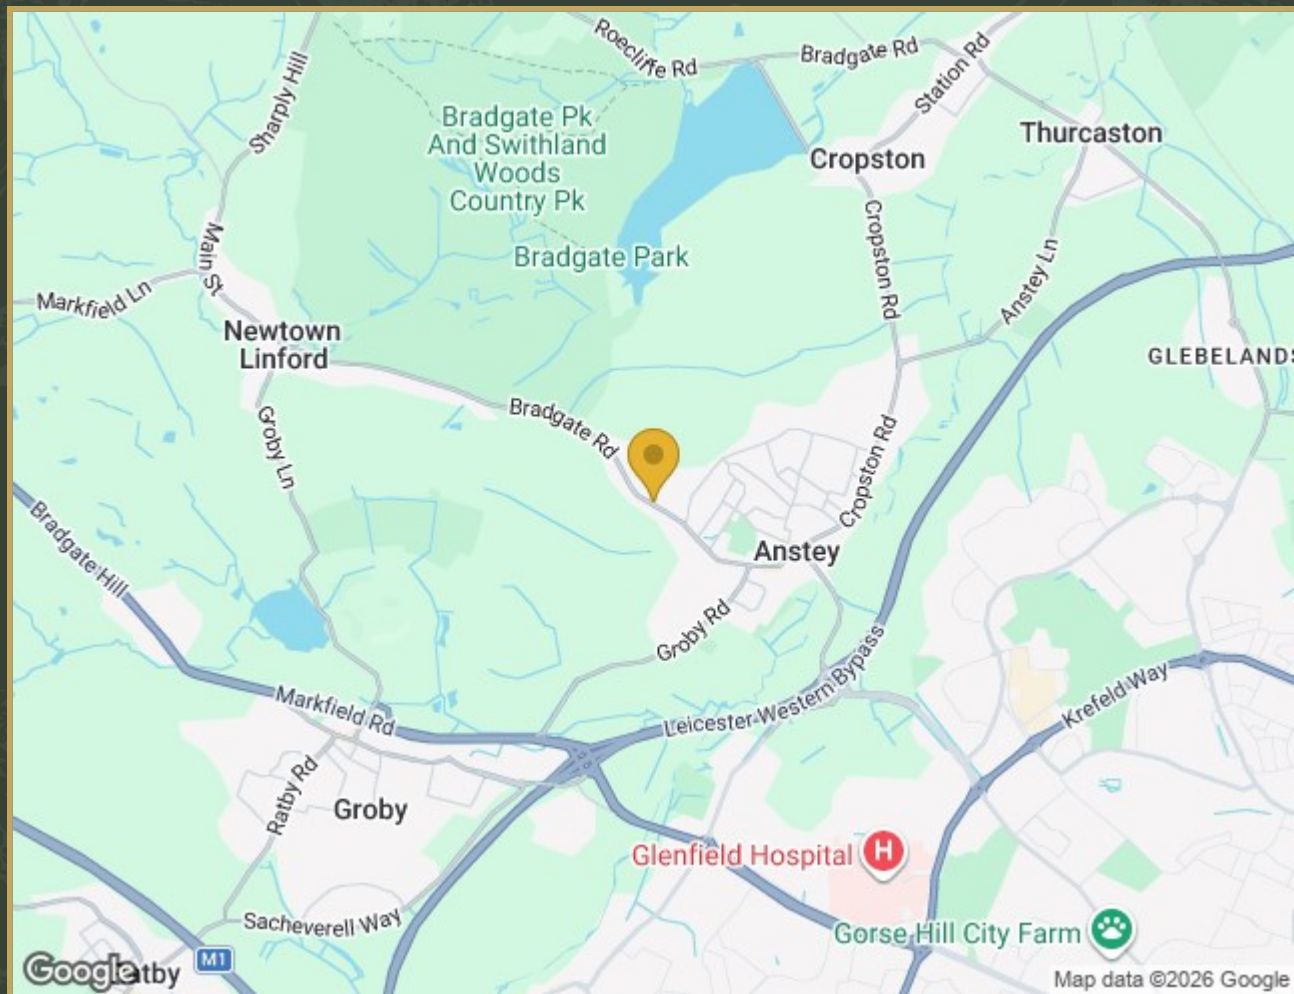 Roecliffe Rd
Bradgate Rd
Station Rd
Sharply Hill
Bradgate Pk
And Swithland
Woods
Country Pk
Thurcaston
Cropston
Bradgate Park
Main St
Cropston Rd
Anstey Ln
Markfield Ln
Newtown
Linford
GLEBELANDS
Bradgate Rd
Groby Ln
Cropston Rd
Bradgate Hill
Anstey
Groby Rd
Leicester Western Bypass
Krefeld Way
Markfield Rd
Ratby Rd
Groby
Glenfield Hospital
H
Sacheverell Way
Gorse Hill City Farm
M1
Google
atby
Map data ©2026 Google